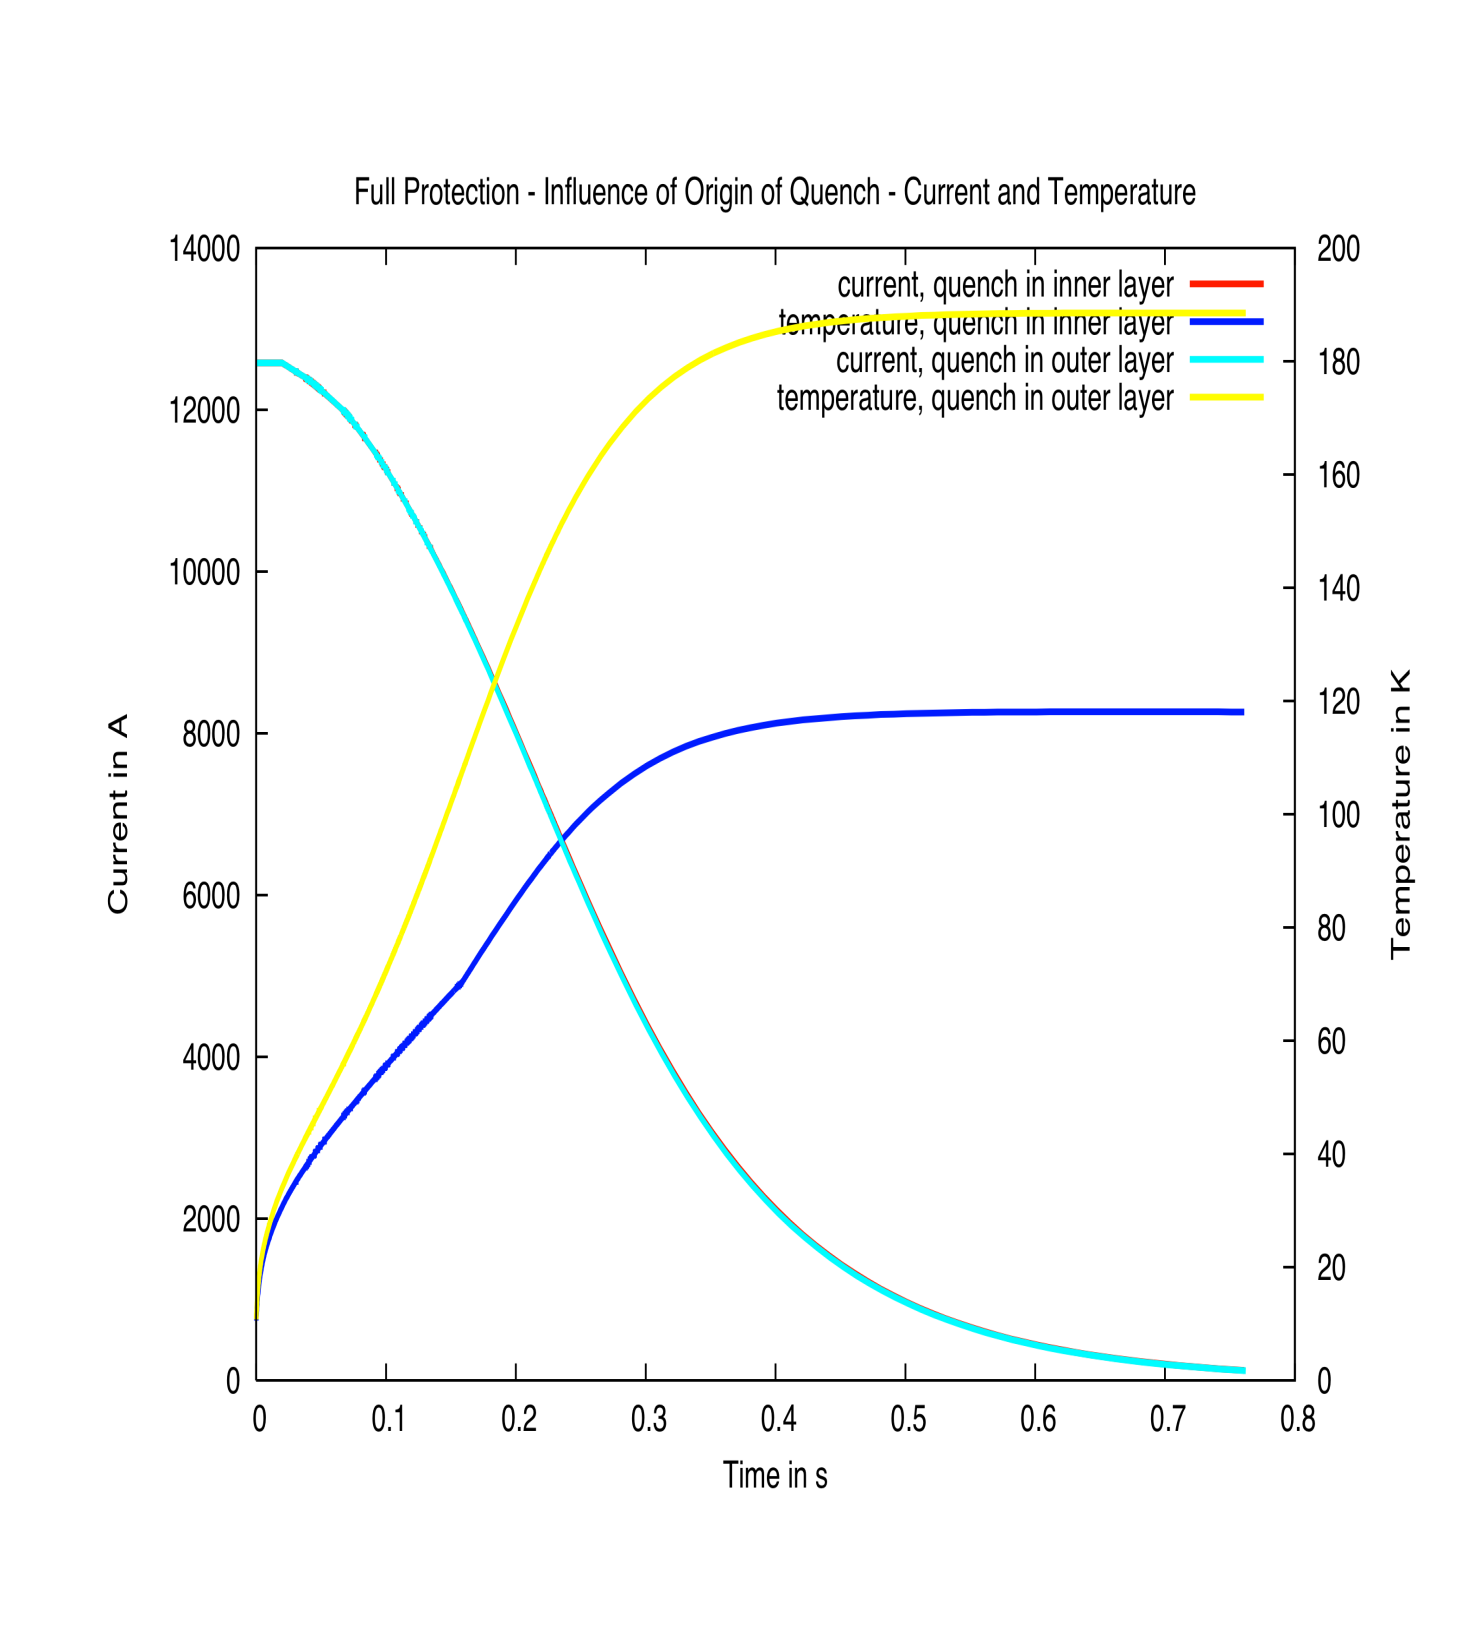 Full Protection - Influence of Origin of Quench - Current and Temperature
14000
12000
10000
8000
6000
4000
2000
0
Current in A
current, quench in inner layer
temperature, quench in inner layer
current, quench in outer layer
temperature, quench in outer layer
200
180
160
140
120
100
80
60
40
20
0
Temperature in K
0 0.1 0.2 0.3 0.4 0.5 0.6 0.7 0.8
Time in s